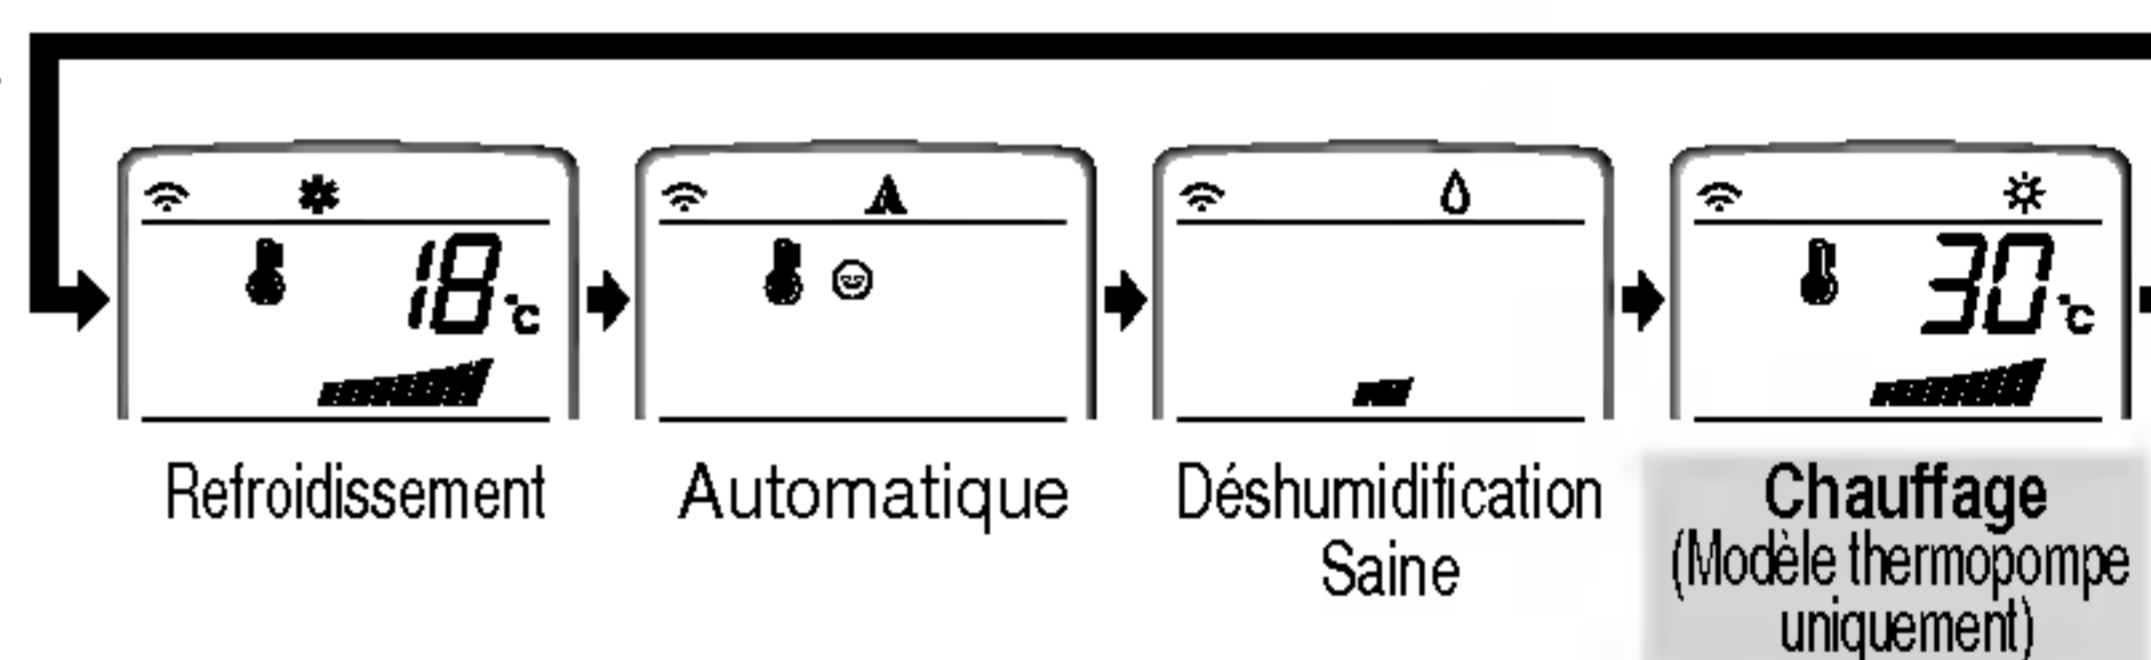 18°C
30°C
Refroidissement
Automatique
Déshumidification
Saine
Chauffage
(Modèle thermopompe
uniquement)